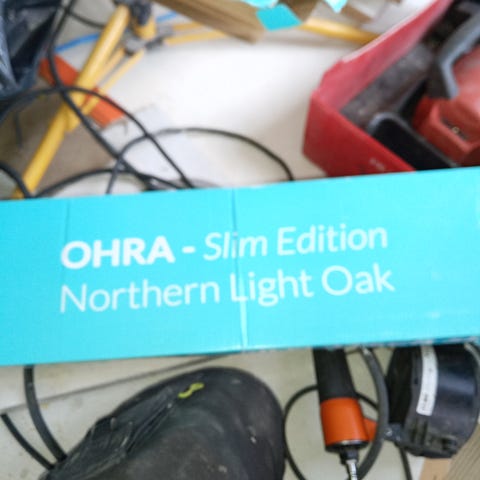 OHRA - Slim Edition
Northern Light Oak